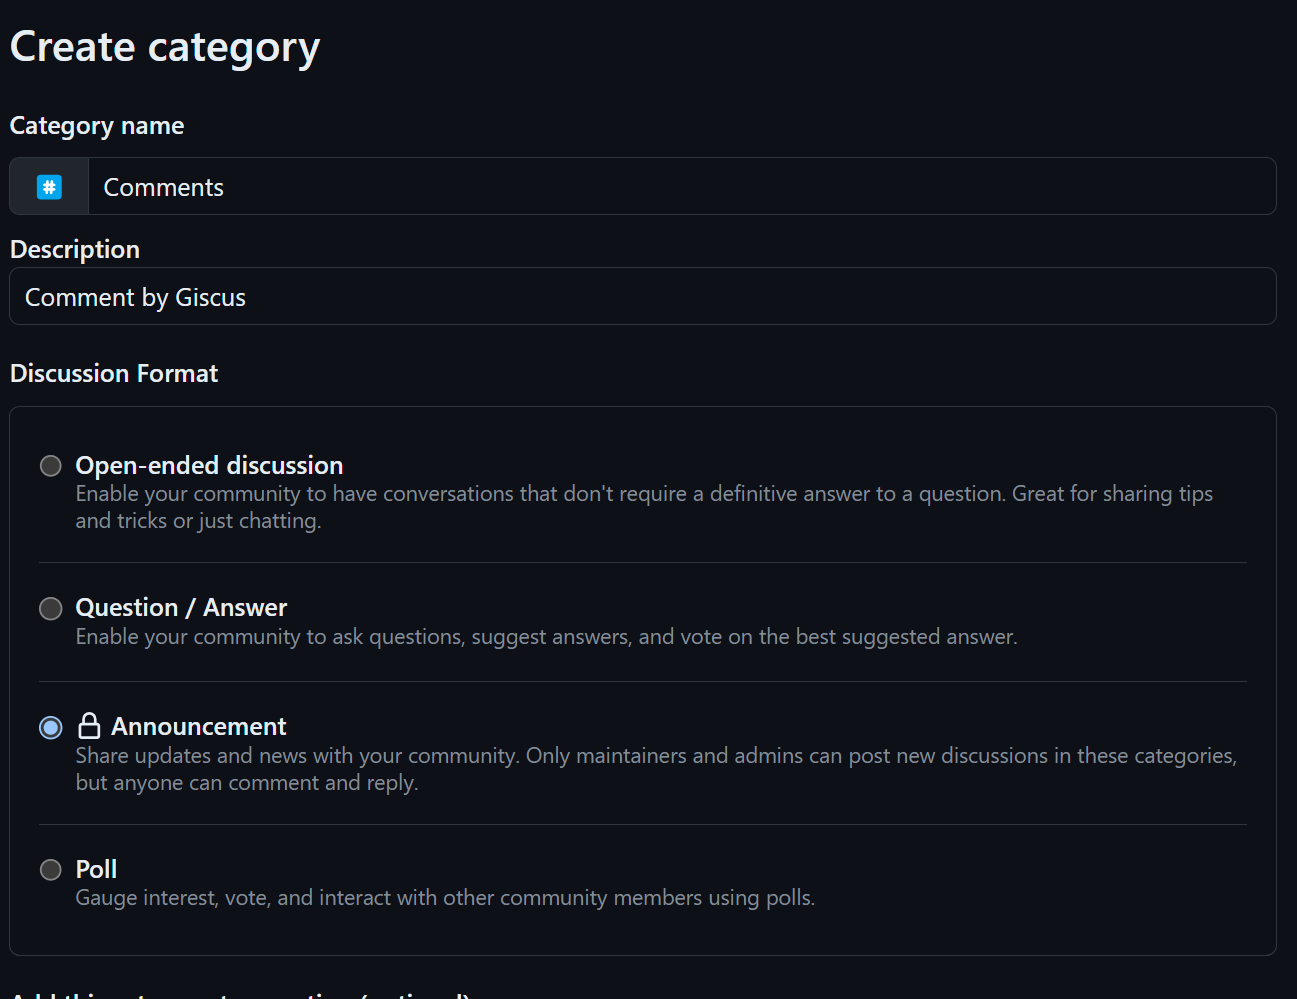 Create category
Category name
# Comments
Description
Comment by Giscus
Discussion Format
Open-ended discussion
Enable your community to have conversations that don't require a definitive answer to a question. Great for sharing tips
and tricks or just chatting.
Question / Answer
Enable your community to ask questions, suggest answers, and vote on the best suggested answer.
Announcement
Share updates and news with your community. Only maintainers and admins can post new discussions in these categories,
but anyone can comment and reply.
Poll
Gauge interest, vote, and interact with other community members using polls.